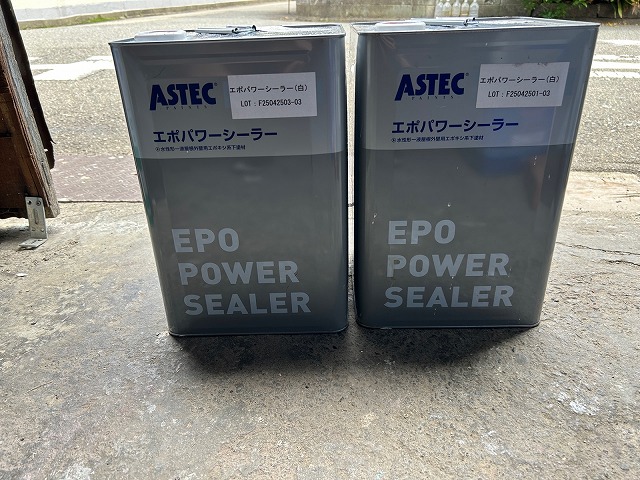 ASTEC
PAINTS
エポパワーシーラー(白)
LOT : F25042503-03
エポパワーシーラー
EPO
POWER
SEALER
ASTEC
PAINTS
エポパワーシーラー(白)
LOT : F25042501-03
エポパワーシーラー
EPO
POWER
SEALER